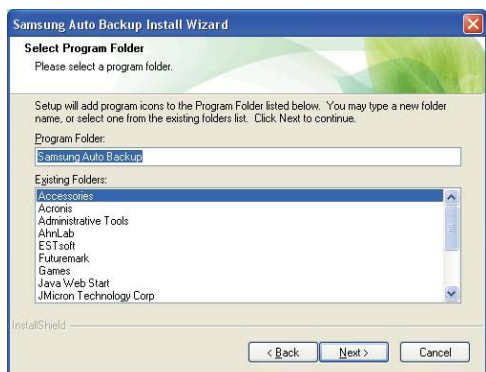 Samsung Auto Backup Install Wizard
Select Program Folder
Please select a program folder.
Setup will add program icons to the Program Folder listed below. You may type a new folder
name, or select one from the existing folders list. Click Next to continue.
Program Folder:
Samsung Auto Backup
Existing Folders:
Accessories
Acronis
Administrative Tools
AhnLab
ESTsoft
Futuremark
Games
Java Web Start
JMicron Technology Corp
InstallShield
< Back Next > Cancel